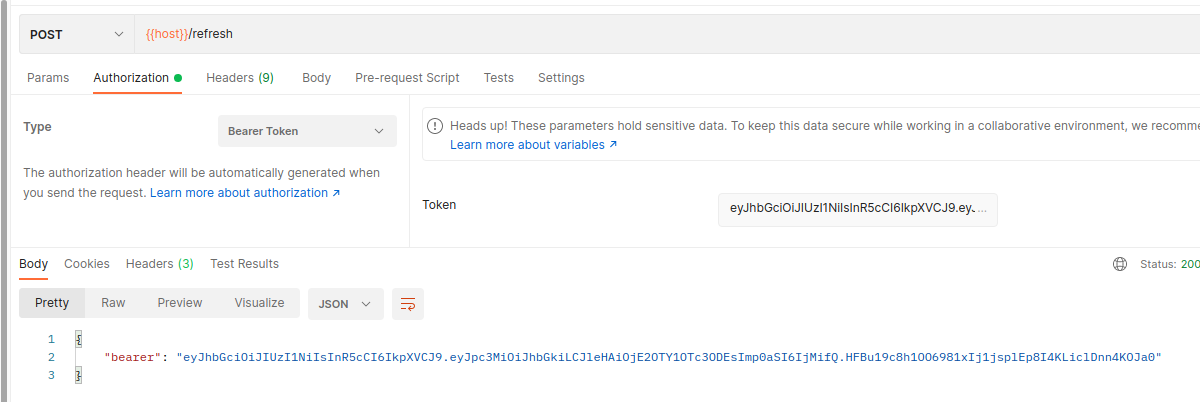 POST {{host}}/refresh
Params Authorization Headers (9) Body Pre-request Script Tests Settings
Type Bearer Token
The authorization header will be automatically generated when
you send the request. Learn more about authorization ↗
Heads up! These parameters hold sensitive data. To keep this data secure while working in a collaborative environment, we recomme
Learn more about variables ↗
Token eyJhbGciOiJIUzI1NiIsInR5cCI6IkpXVCJ9.eyJ...
Body Cookies Headers (3) Test Results Status: 200
Pretty Raw Preview Visualize JSON
1 {
2 "bearer": "eyJhbGciOiJIUzI1NiIsInR5cCI6IkpXVCJ9.eyJpc3MiOiJhbGkiLCJleHAiOjE2OTY1OTc3ODEsImp0aSI6IjMifQ.HFBu19c8h1OO6981xIj1jsplEp8I4KLiclDnn4KOJa0"
3 }